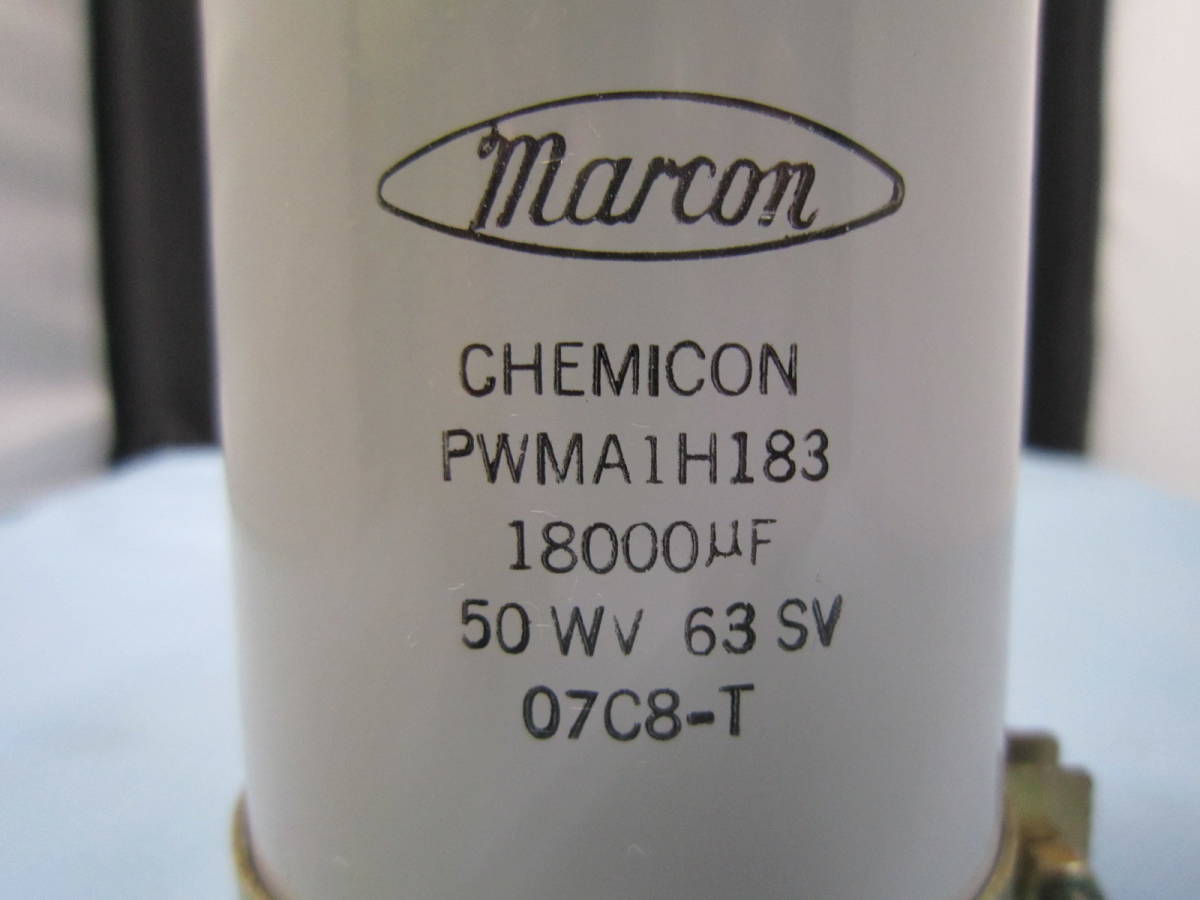 Marcon
CHEMICON
PWMA1H183
18000μF
50 WV 63 SV
07C8-T